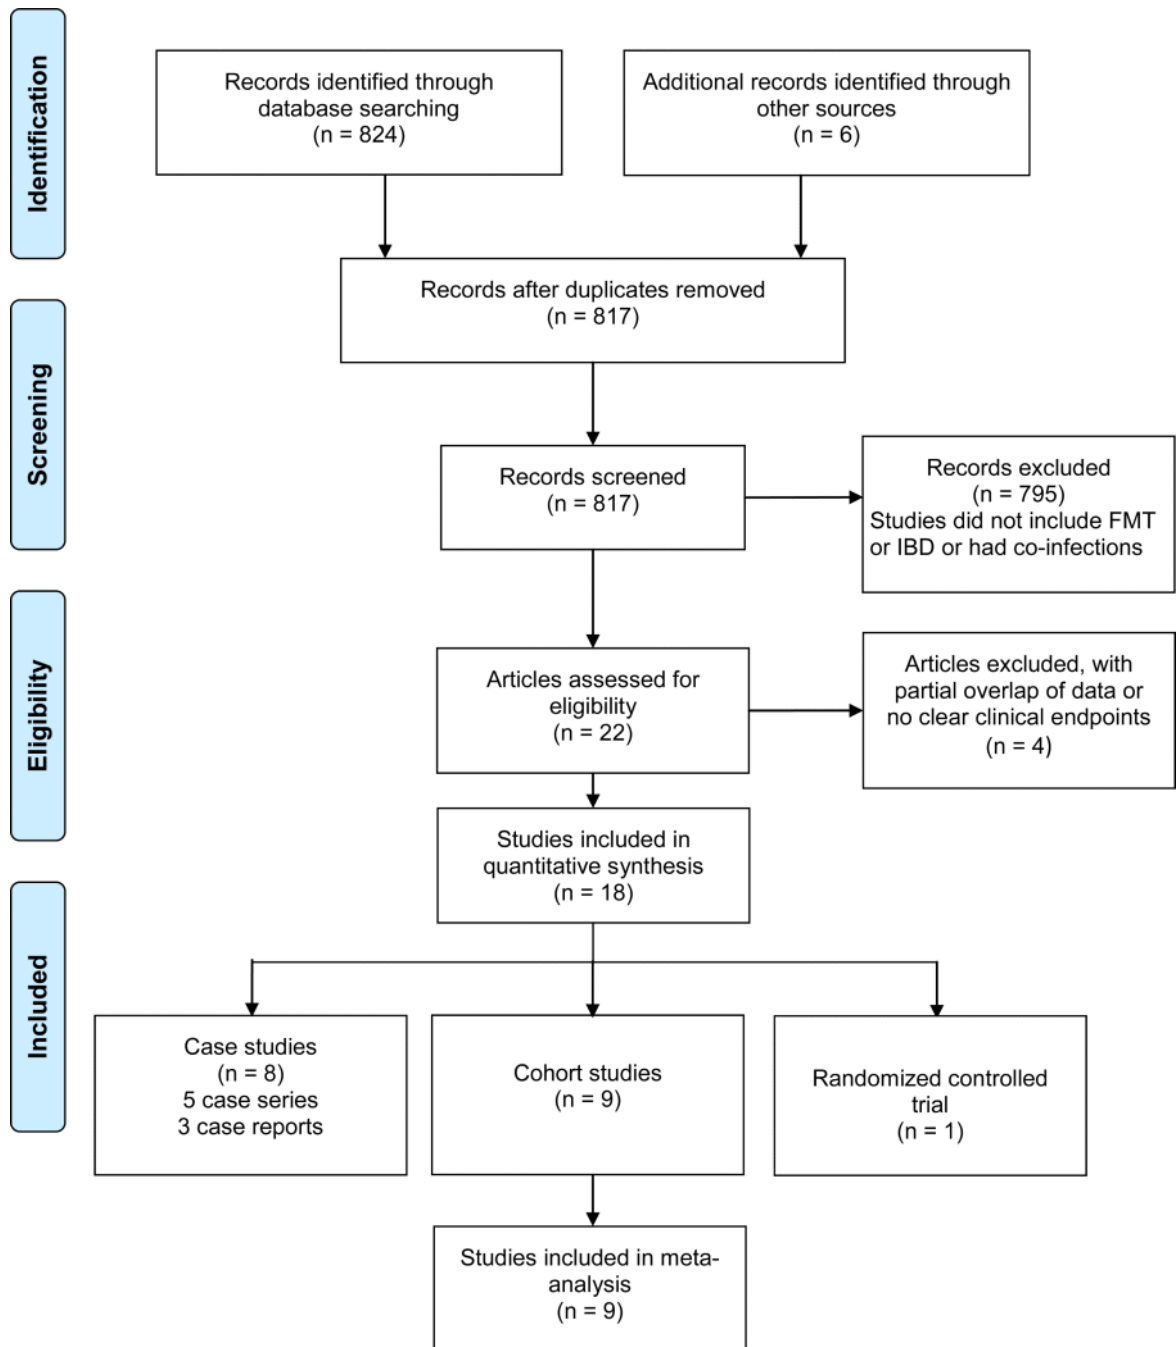 Identification
Records identified through
database searching
(n = 824)
Additional records identified through
other sources
(n = 6)
Records after duplicates removed
(n = 817)
Screening
Records screened
(n = 817)
Records excluded
(n = 795)
Studies did not include FMT
or IBD or had co-infections
Eligibility
Articles assessed for
eligibility
(n = 22)
Articles excluded, with
partial overlap of data or
no clear clinical endpoints
(n = 4)
Studies included in
quantitative synthesis
(n = 18)
Included
Case studies
(n = 8)
5 case series
3 case reports
Cohort studies
(n = 9)
Randomized controlled
trial
(n = 1)
Studies included in meta-
analysis
(n = 9)